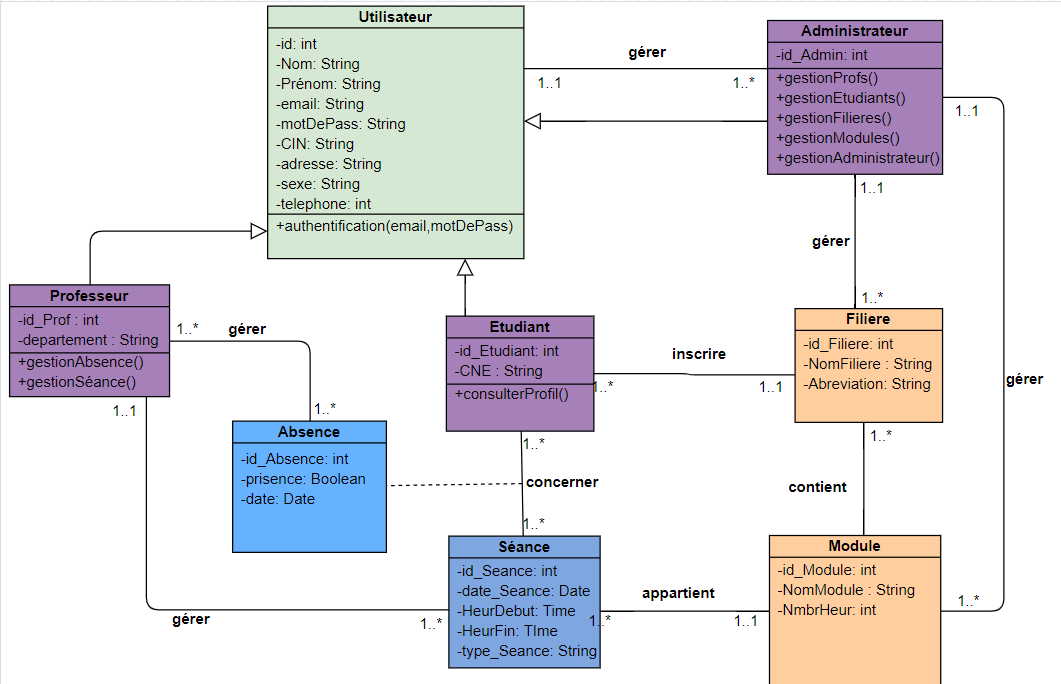 Utilisateur
-id: int
-Nom: String
-Prénom: String
-email: String
-motDePass: String
-CIN: String
-adresse: String
-sexe: String
-telephone: int
+authentification(email,motDePass)
gérer
1..1
1..*
Administrateur
-id_Admin: int
+gestionProfs()
+gestionEtudiants()
+gestionFilieres()
+gestionModules()
+gestionAdministrateur()
1..1
1..1
gérer
1..*
Professeur
-id_Prof : int
-departement : String
+gestionAbsence()
+gestionSéance()
1..*
gérer
1..*
1..1
Etudiant
-id_Etudiant: int
-CNE : String
+consulterProfil()
1..*
inscrire
1..1
Filiere
-id_Filiere: int
-NomFiliere : String
-Abreviation: String
gérer
Absence
-id_Absence: int
-prisence: Boolean
-date: Date
1..*
concerner
1..*
1..*
contient
Séance
-id_Seance: int
-date_Seance: Date
-HeurDebut: Time
-HeurFin: TIme
-type_Seance: String
gérer
1..*
1..*
appartient
1..1
Module
-id_Module: int
-NomModule : String
-NmbrHeur: int
1..*